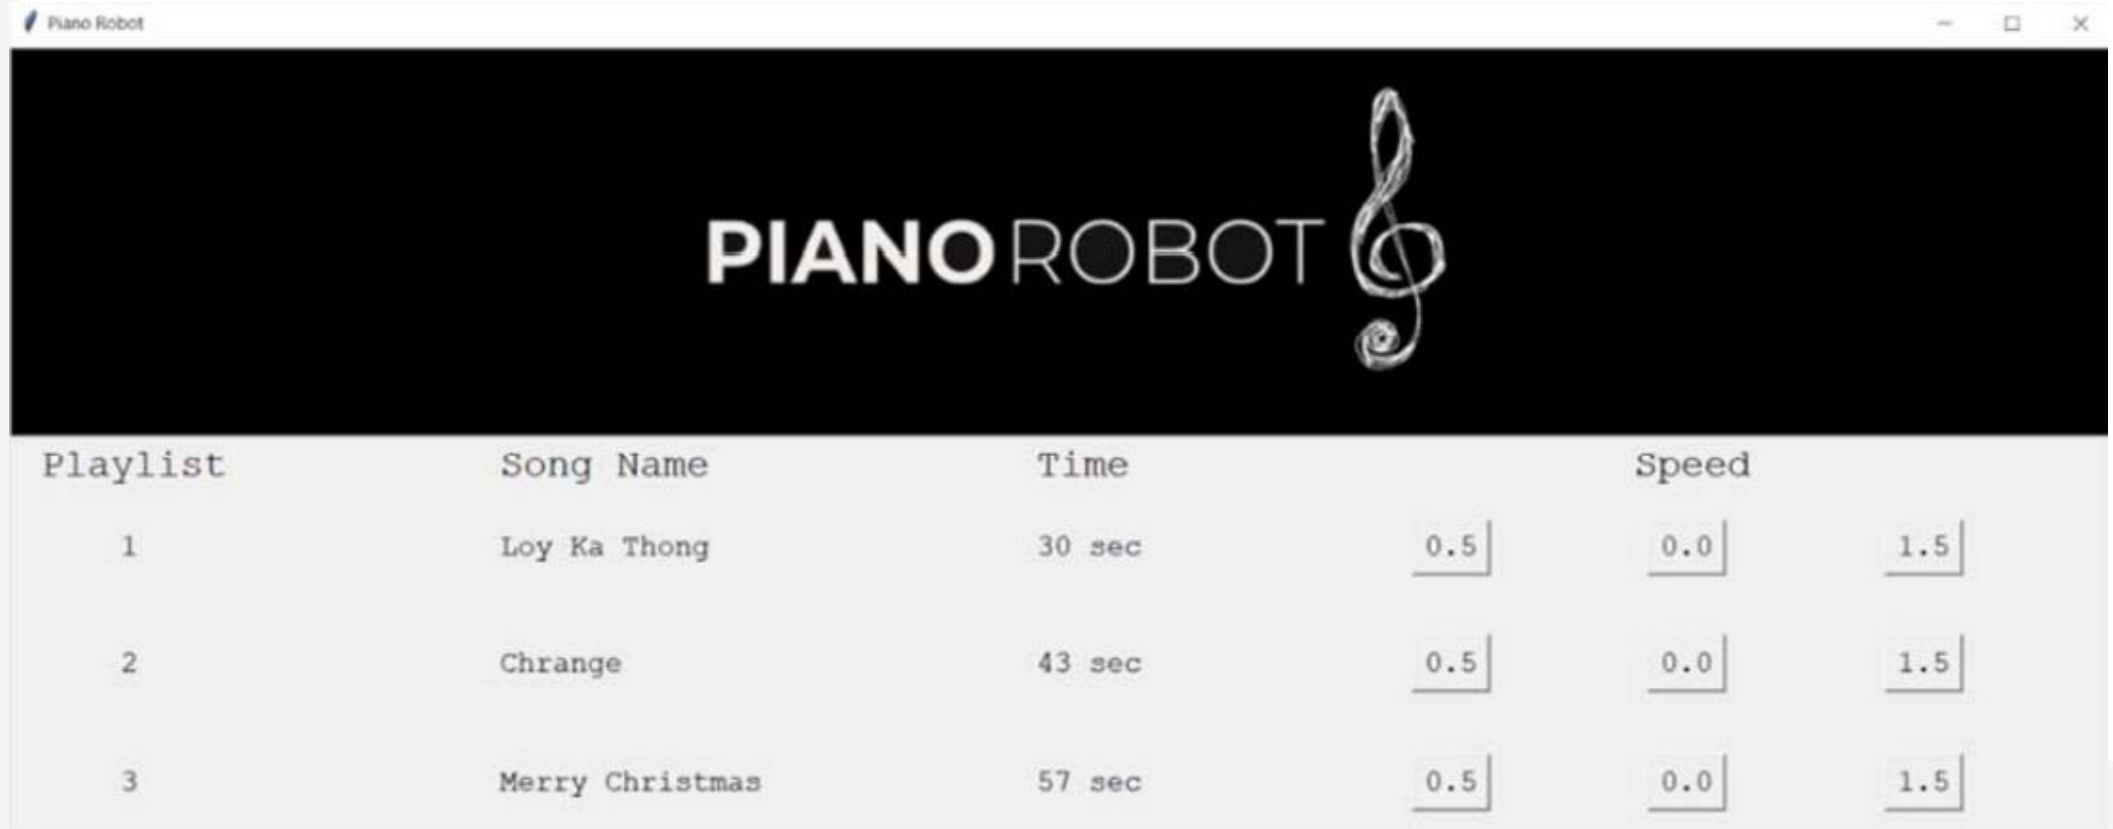 Piano Robot
PIANO ROBOT
Playlist Song Name Time Speed
1 Loy Ka Thong 30 sec 0.5 0.0 1.5
2 Chrange 43 sec 0.5 0.0 1.5
3 Merry Christmas 57 sec 0.5 0.0 1.5